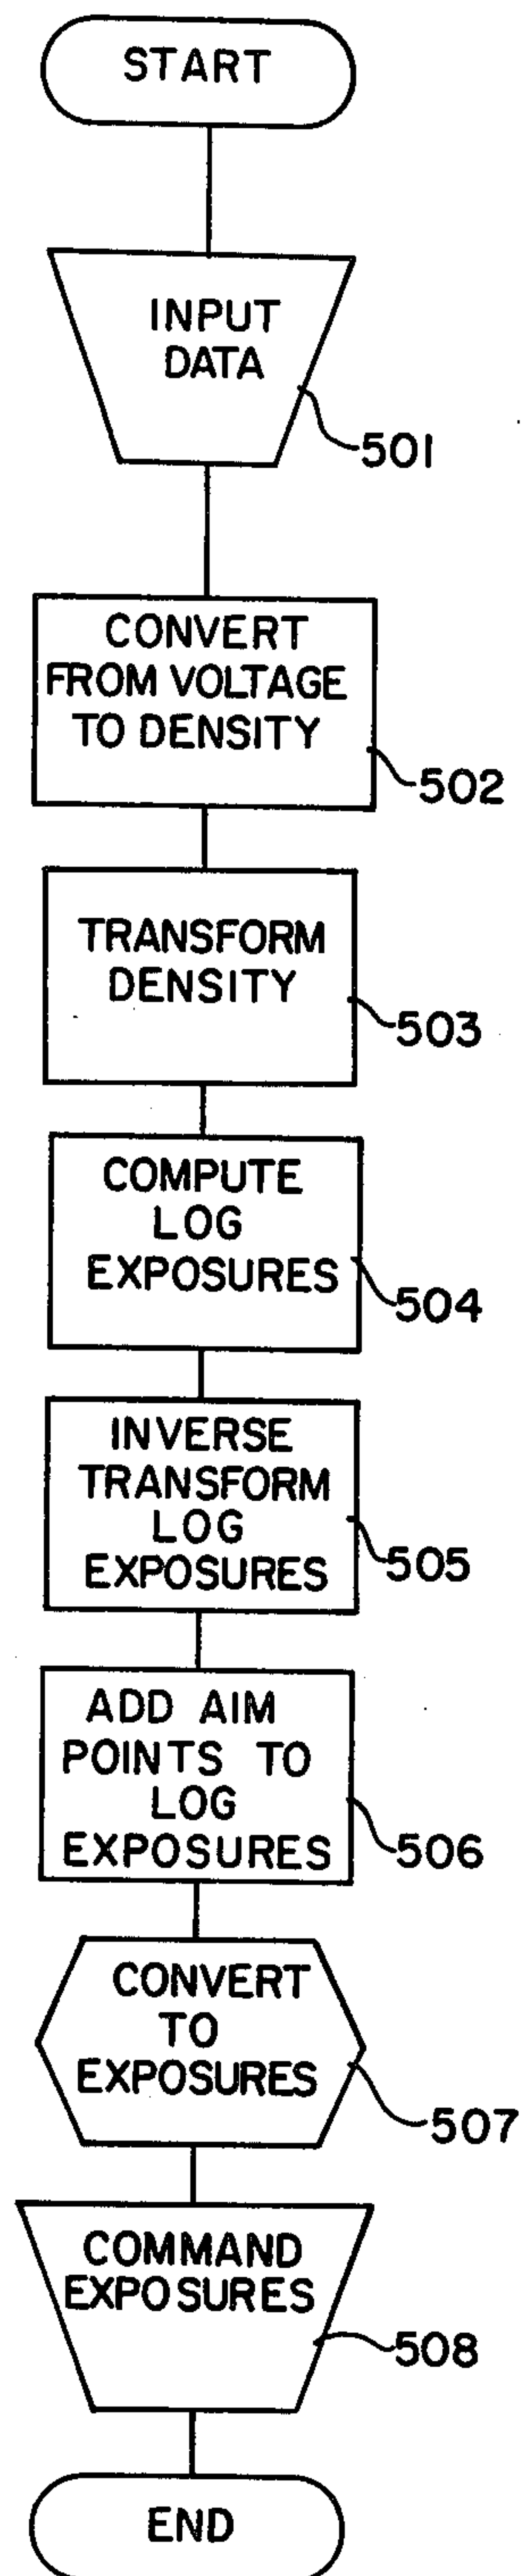 START
INPUT
DATA
501
CONVERT
FROM VOLTAGE
TO DENSITY
502
TRANSFORM
DENSITY
503
COMPUTE
LOG
EXPOSURES
504
INVERSE
TRANSFORM
LOG
EXPOSURES
505
ADD AIM
POINTS TO
LOG
EXPOSURES
506
CONVERT
TO
EXPOSURES
507
COMMAND
EXPOSURES
508
END